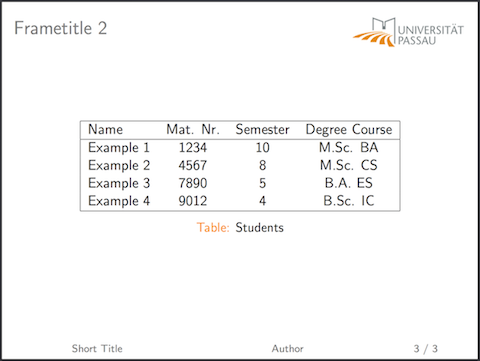 Frametitle 2
UNIVERSITÄT
PASSAU
Name Mat. Nr. Semester Degree Course
Example 1 1234 10 M.Sc. BA
Example 2 4567 8 M.Sc. CS
Example 3 7890 5 B.A. ES
Example 4 9012 4 B.Sc. IC
Table: Students
Short Title Author 3 / 3